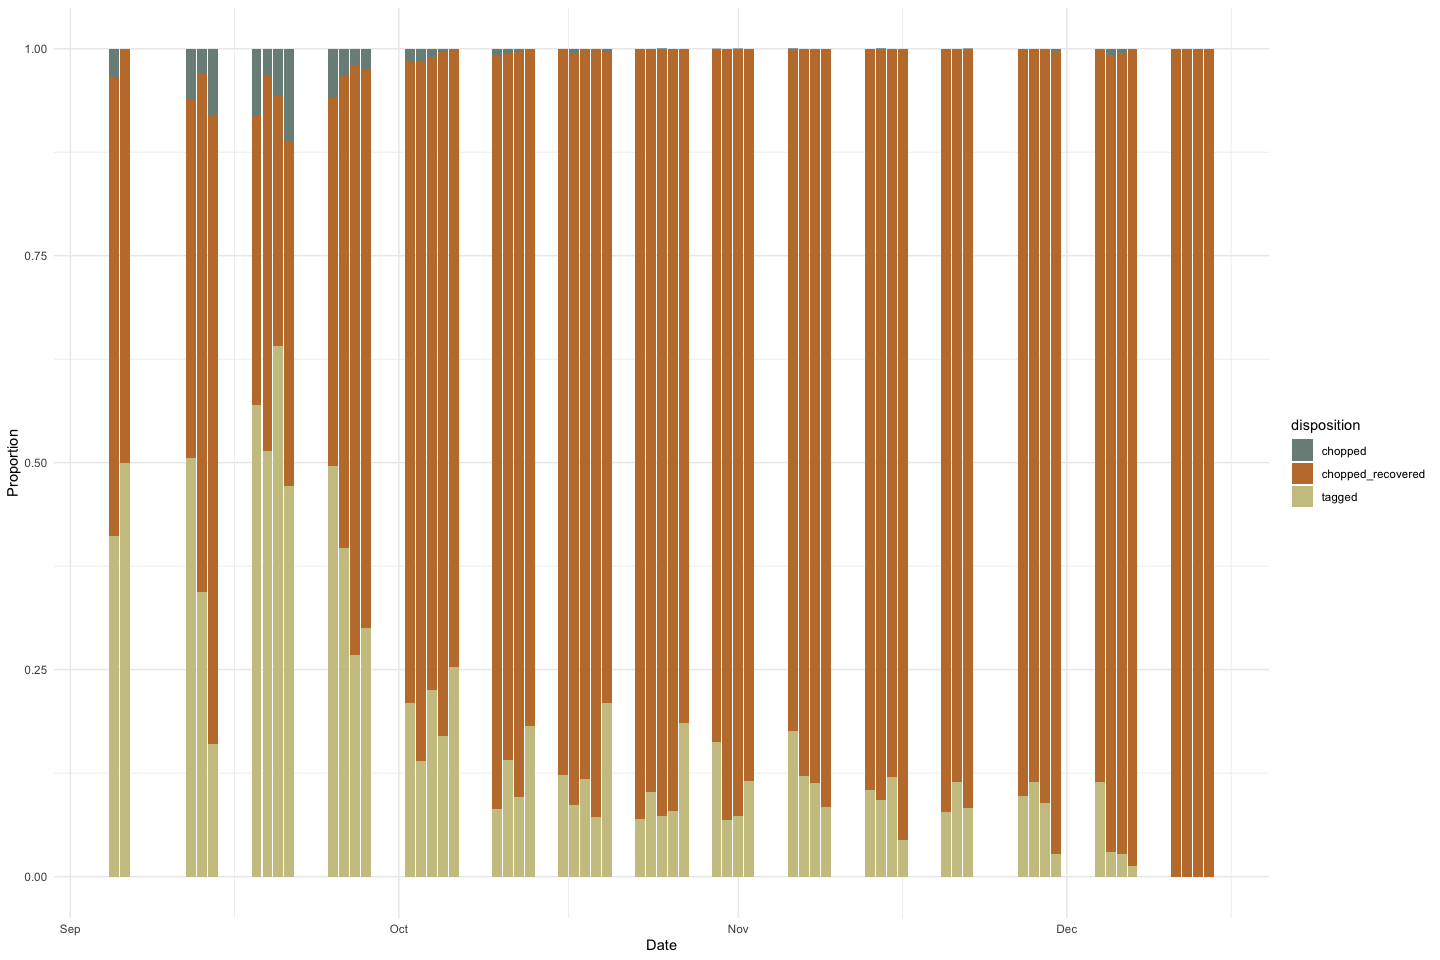 1.00
0.75
0.50
0.25
0.00
Proportion
Sep
Oct
Nov
Dec
Date
disposition
chopped
chopped_recovered
tagged